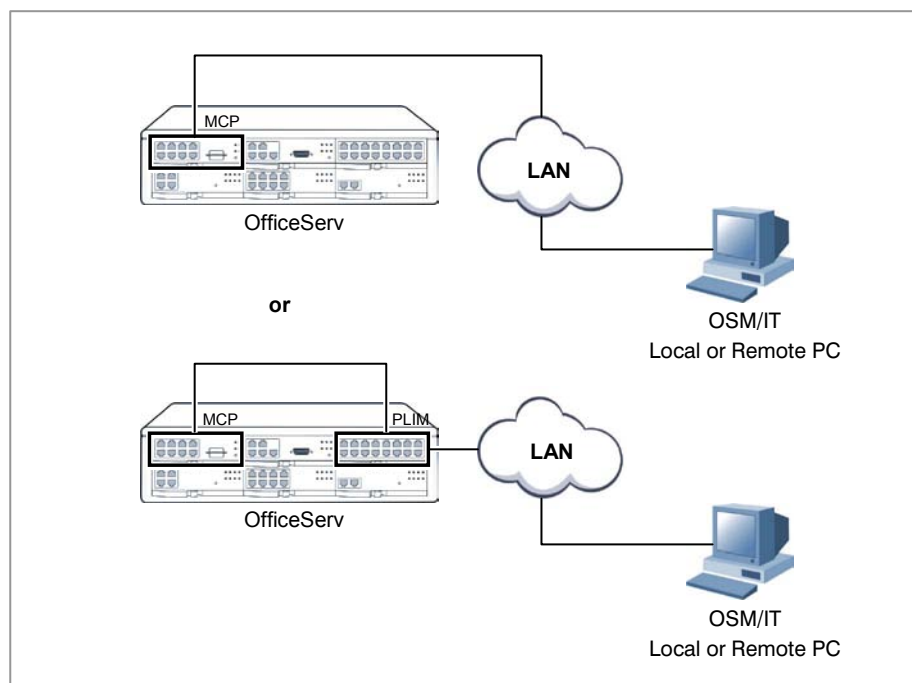 MCP
LAN
OfficeServ
OSM/IT
Local or Remote PC
or
MCP
PLIM
LAN
OfficeServ
OSM/IT
Local or Remote PC